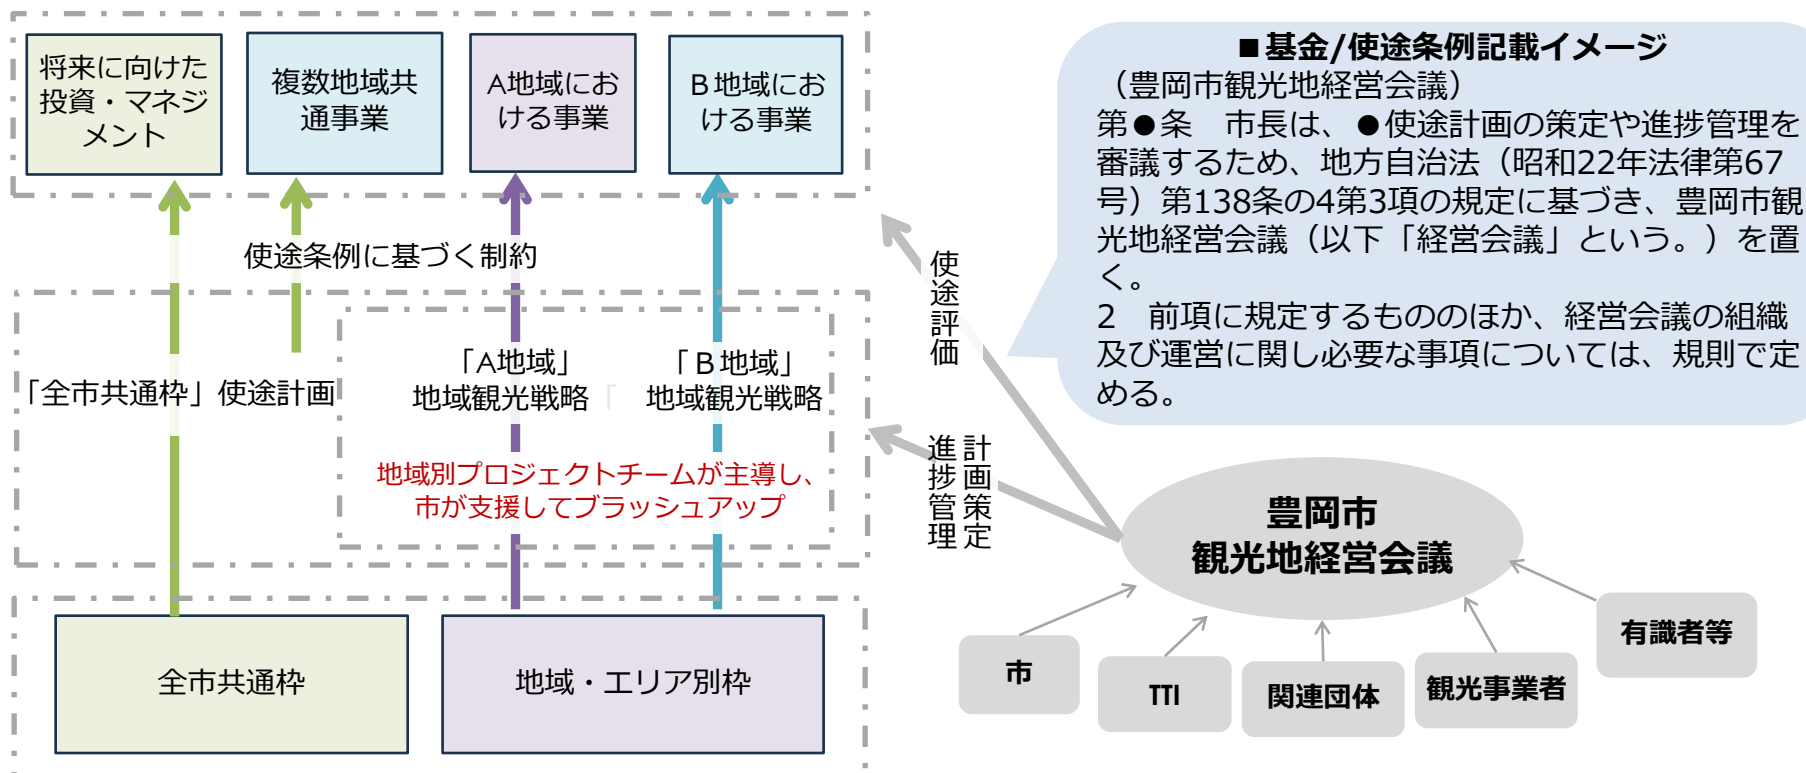 将来に向けた
投資・マネジ
メント
複数地域共
通事業
A地域にお
ける事業
Ｂ地域にお
ける事業
使途条例に基づく制約
「全市共通枠」使途計画
「A地域」
地域観光戦略「
「Ｂ地域」
地域観光戦略
地域別プロジェクトチームが主導し、
市が支援してブラッシュアップ
全市共通枠
地域・エリア別枠
使途評価
計画策定
進捗管理
■基金/使途条例記載イメージ
（豊岡市観光地経営会議）
第●条　市長は、●使途計画の策定や進捗管理を
審議するため、地方自治法（昭和22年法律第67
号）第138条の4第3項の規定に基づき、豊岡市観
光地経営会議（以下「経営会議」という。）を置
く。
2　前項に規定するもののほか、経営会議の組織
及び運営に関し必要な事項については、規則で定
める。
豊岡市
観光地経営会議
市
TTI
関連団体
観光事業者
有識者等